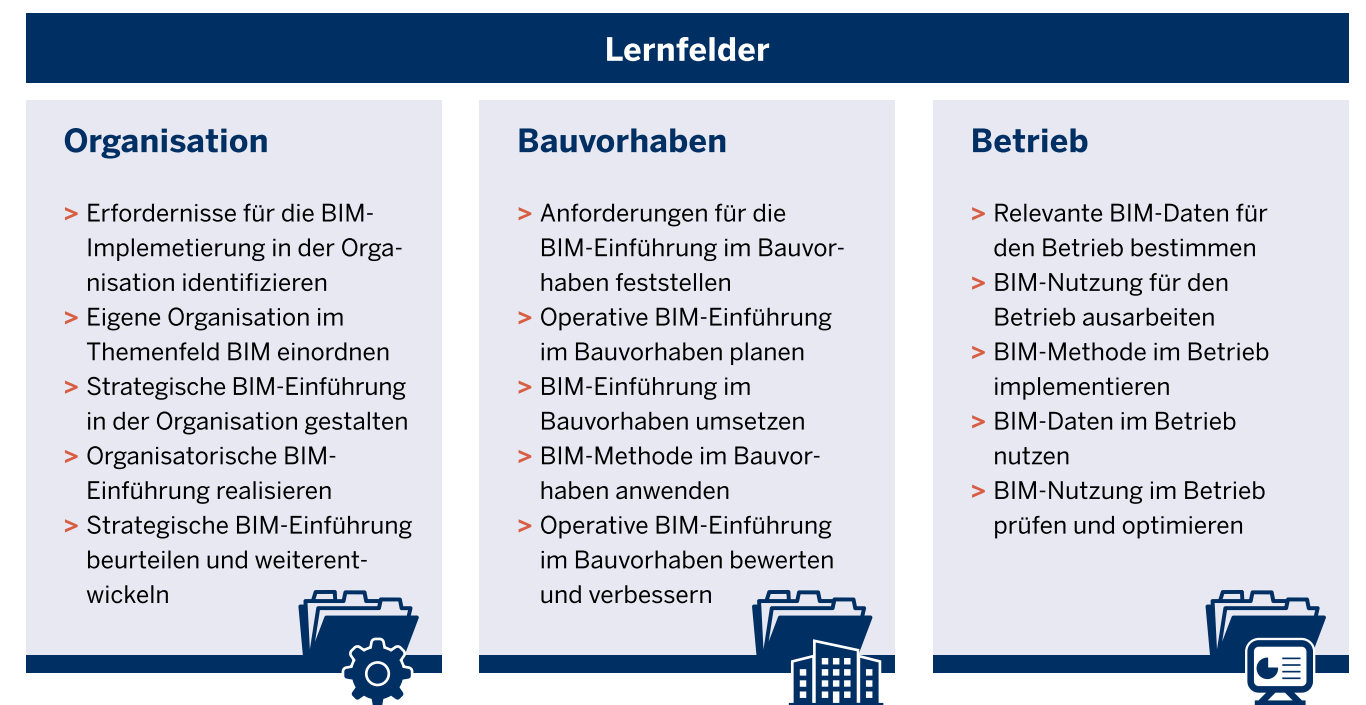 Lernfelder
Organisation
> Erfordernisse für die BIM-
Implemetierung in der Orga-
nisation identifizieren
> Eigene Organisation im
Themenfeld BIM einordnen
> Strategische BIM-Einführung
in der Organisation gestalten
> Organisatorische BIM-
Einführung realisieren
> Strategische BIM-Einführung
beurteilen und weiterent-
wickeln
Bauvorhaben
> Anforderungen für die
BIM-Einführung im Bauvor-
haben feststellen
> Operative BIM-Einführung
im Bauvorhaben planen
> BIM-Einführung im
Bauvorhaben umsetzen
> BIM-Methode im Bauvor-
haben anwenden
> Operative BIM-Einführung
im Bauvorhaben bewerten
und verbessern
Betrieb
> Relevante BIM-Daten für
den Betrieb bestimmen
> BIM-Nutzung für den
Betrieb ausarbeiten
> BIM-Methode im Betrieb
implementieren
> BIM-Daten im Betrieb
nutzen
> BIM-Nutzung im Betrieb
prüfen und optimieren